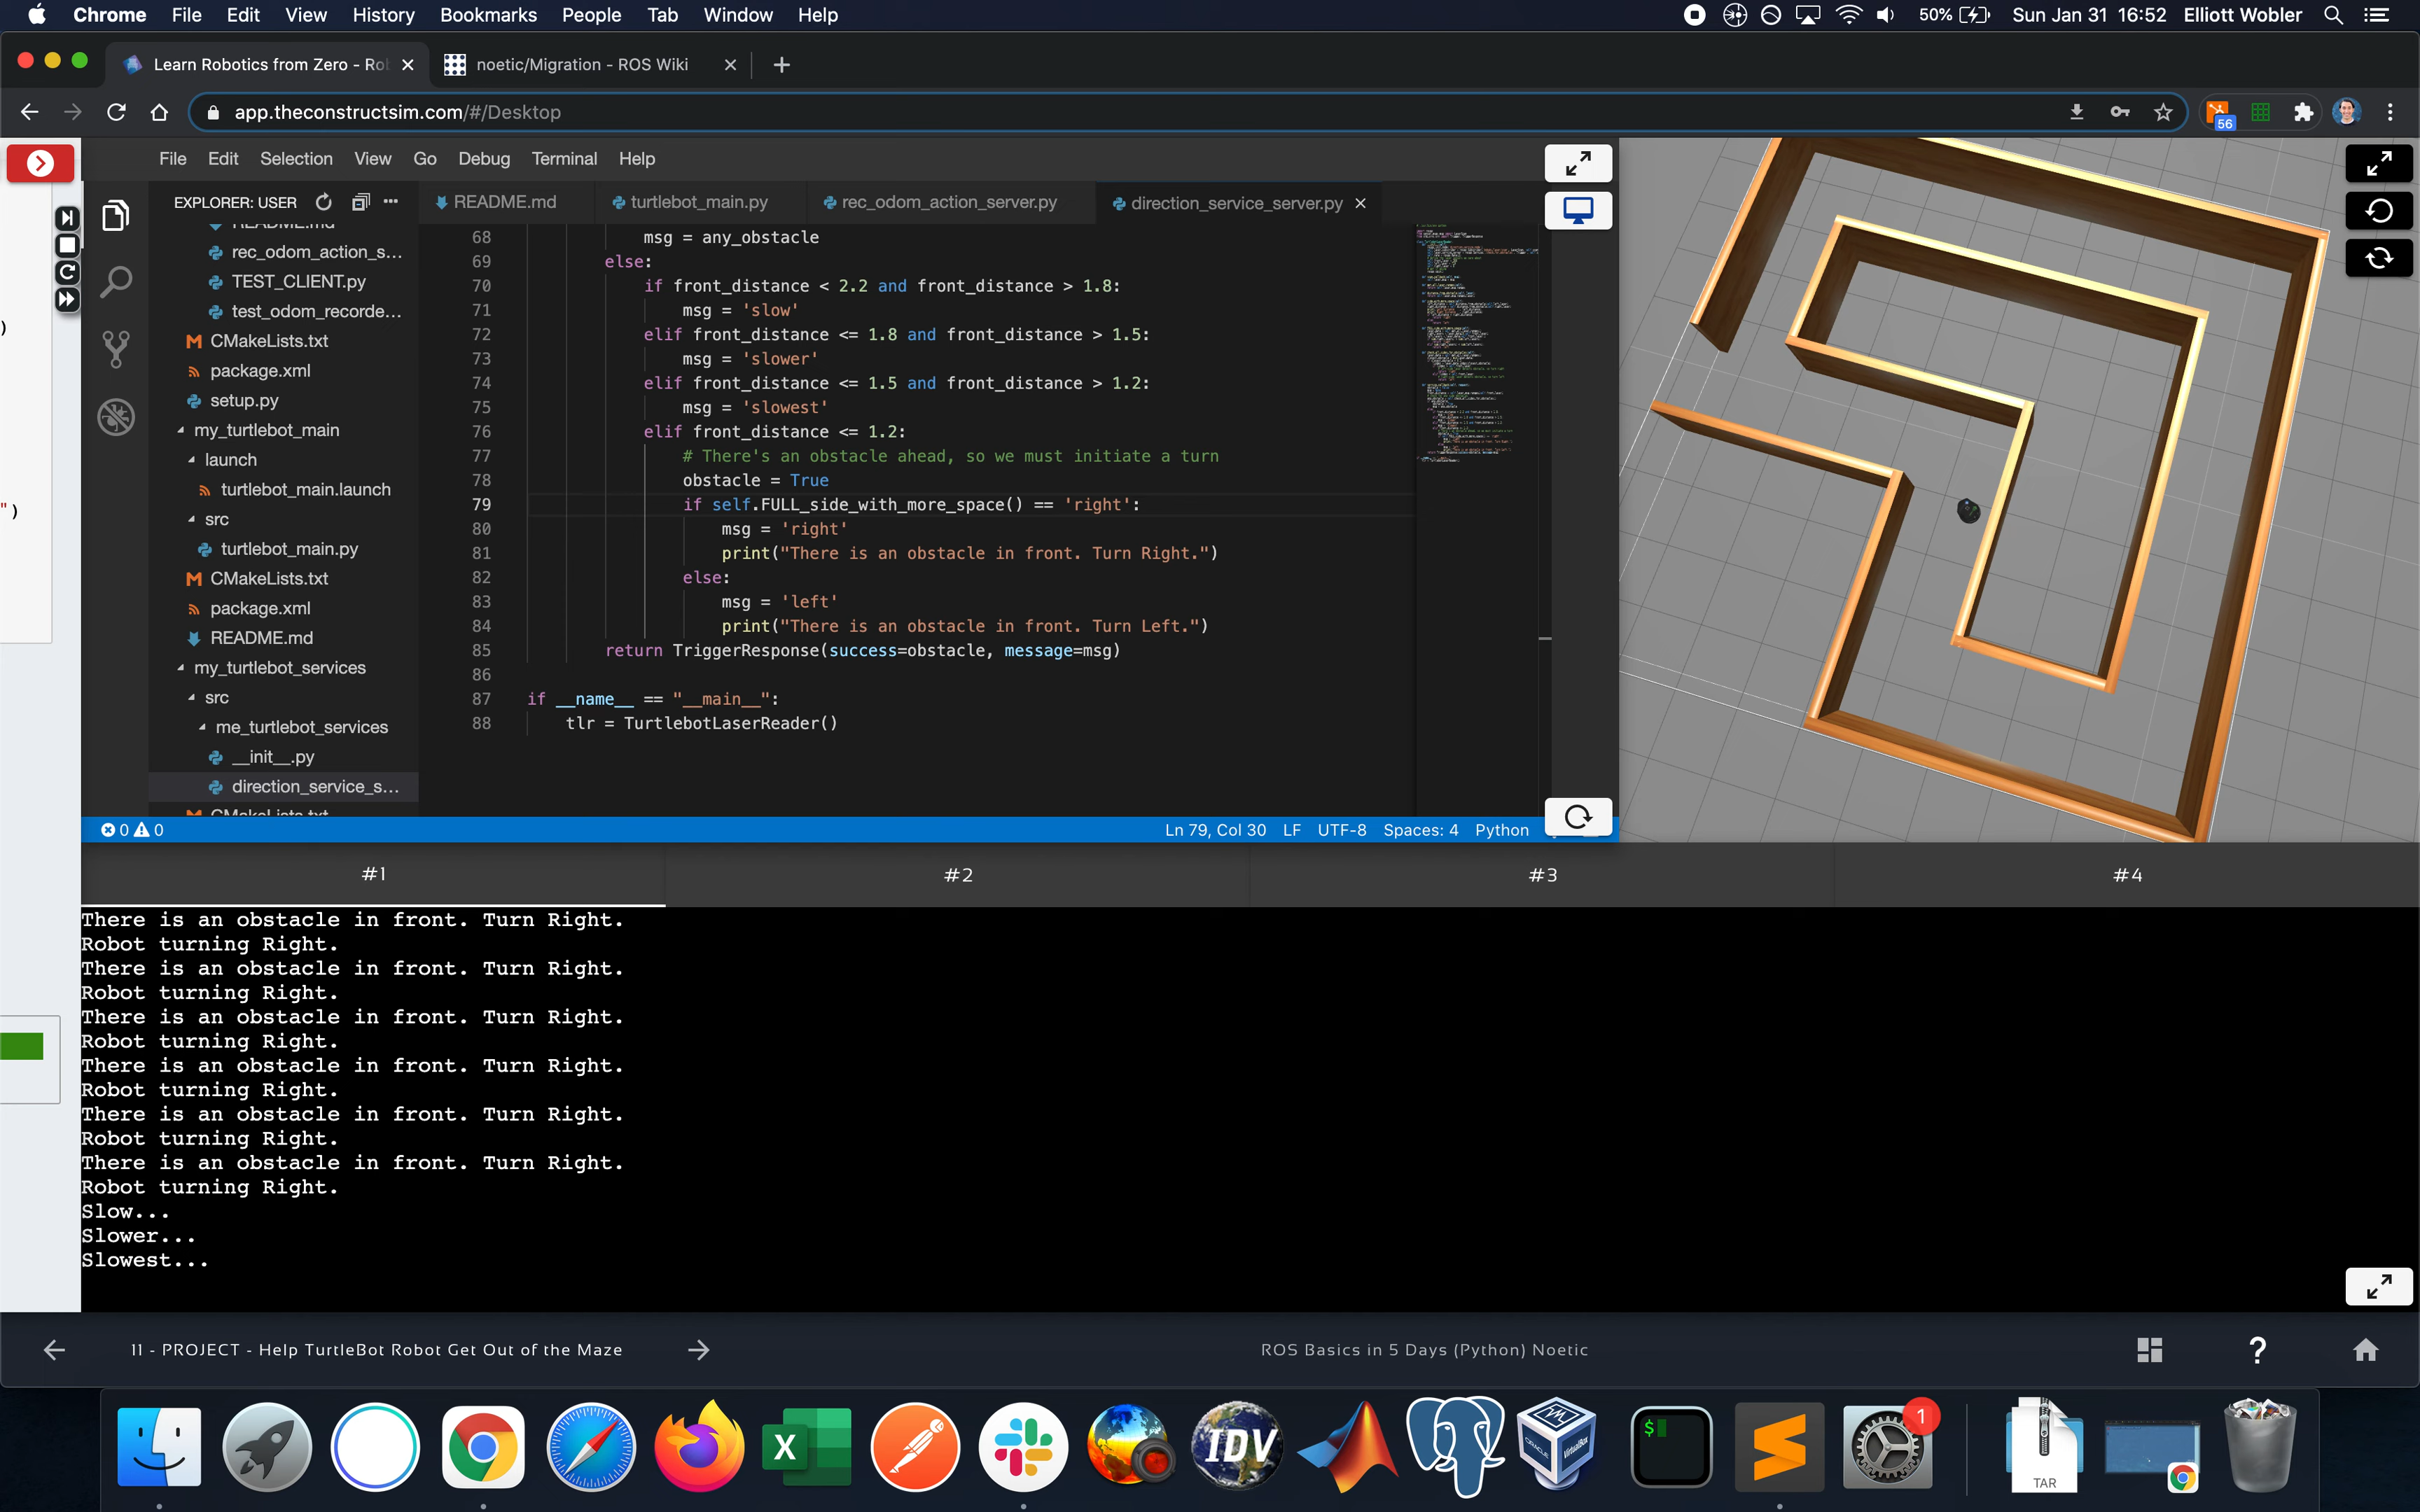 Chrome File Edit View History Bookmarks People Tab Window Help
50% Sun Jan 31 16:52 Elliott Wobler
Learn Robotics from Zero - Ro
noetic/Migration - ROS Wiki
app.theconstructsim.com/#/Desktop
56
File Edit Selection View Go Debug Terminal Help
EXPLORER: USER
README.md
turtlebot_main.py
rec_odom_action_server.py
direction_service_server.py
README.md
rec_odom_action_s...
TEST_CLIENT.py
test_odom_recorde...
CMakeLists.txt
package.xml
setup.py
my_turtlebot_main
launch
turtlebot_main.launch
src
turtlebot_main.py
CMakeLists.txt
package.xml
README.md
my_turtlebot_services
src
me_turtlebot_services
__init__.py
direction_service_s...
CMakeLists.txt
)
")
68 msg = any_obstacle
69 else:
70 if front_distance < 2.2 and front_distance > 1.8:
71 msg = 'slow'
72 elif front_distance <= 1.8 and front_distance > 1.5:
73 msg = 'slower'
74 elif front_distance <= 1.5 and front_distance > 1.2:
75 msg = 'slowest'
76 elif front_distance <= 1.2:
77 # There's an obstacle ahead, so we must initiate a turn
78 obstacle = True
79 if self.FULL_side_with_more_space() == 'right':
80 msg = 'right'
81 print("There is an obstacle in front. Turn Right.")
82 else:
83 msg = 'left'
84 print("There is an obstacle in front. Turn Left.")
85 return TriggerResponse(success=obstacle, message=msg)
86
87 if __name__ == "__main__":
88 tlr = TurtlebotLaserReader()
0 0
Ln 79, Col 30 LF UTF-8 Spaces: 4 Python
#1 #2 #3 #4
There is an obstacle in front. Turn Right.
Robot turning Right.
There is an obstacle in front. Turn Right.
Robot turning Right.
There is an obstacle in front. Turn Right.
Robot turning Right.
There is an obstacle in front. Turn Right.
Robot turning Right.
There is an obstacle in front. Turn Right.
Robot turning Right.
There is an obstacle in front. Turn Right.
Robot turning Right.
Slow...
Slower...
Slowest...
11 - PROJECT - Help TurtleBot Robot Get Out of the Maze
ROS Basics in 5 Days (Python) Noetic
?
X
IDV
VirtualBox
$
1
TAR